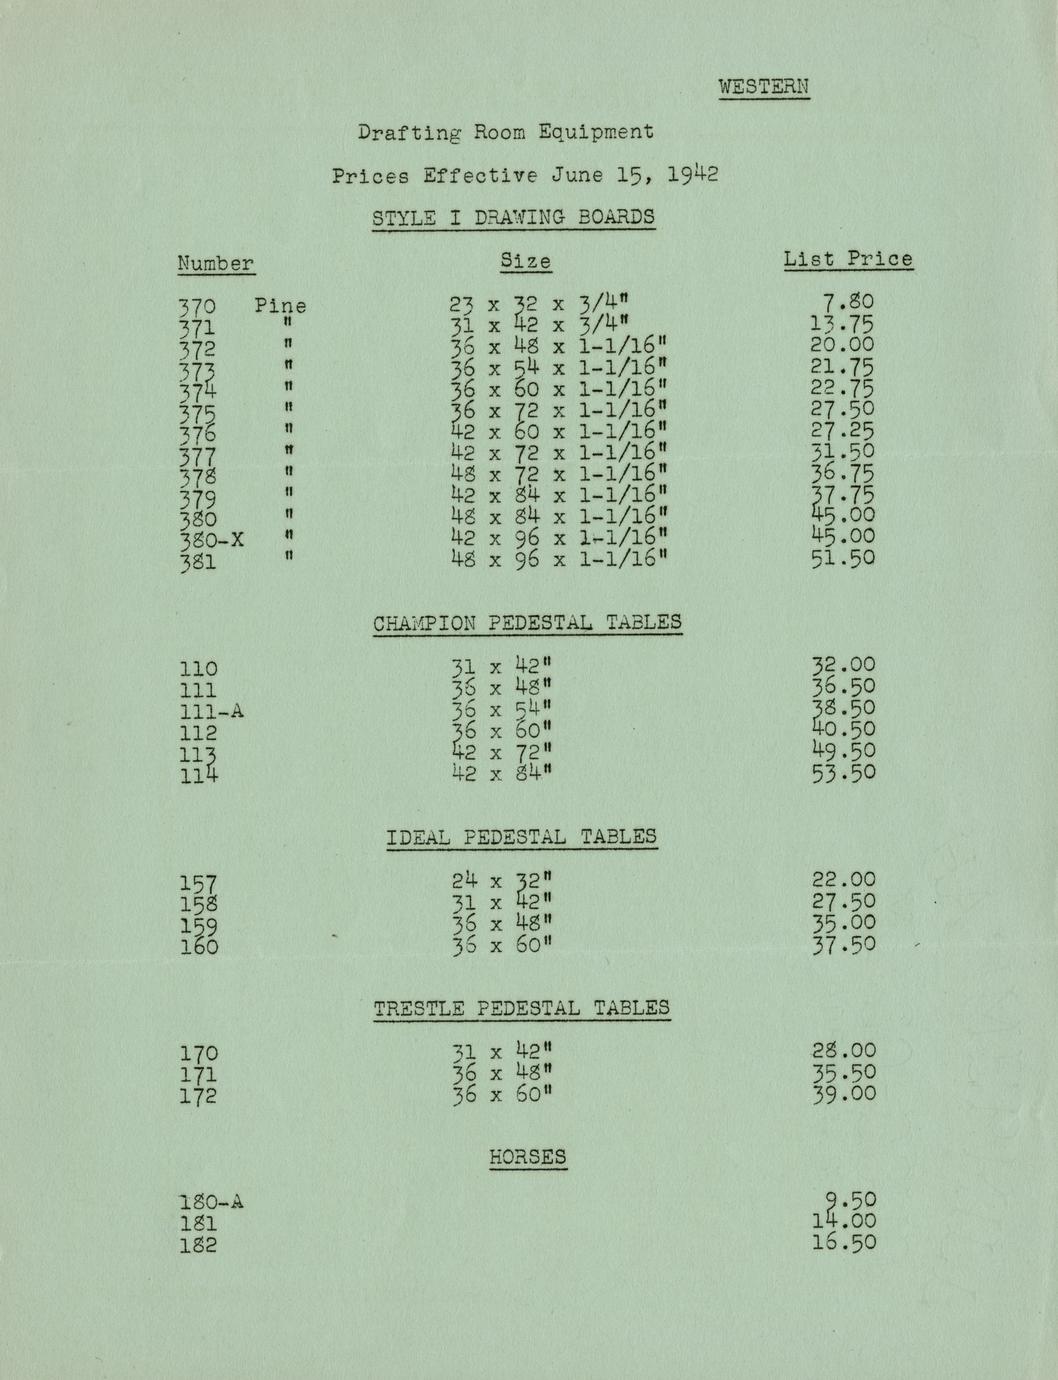 WESTERN
Drafting Room Equipment
Prices Effective June 15, 1942
STYLE I DRAWING BOARDS
Number Size List Price
370 Pine 23 x 32 x 3/4" 7.80
371 " 31 x 42 x 3/4" 13.75
372 " 36 x 48 x 1-1/16" 20.00
373 " 36 x 54 x 1-1/16" 21.75
374 " 36 x 60 x 1-1/16" 22.75
375 " 36 x 72 x 1-1/16" 27.50
376 " 42 x 60 x 1-1/16" 27.25
377 " 42 x 72 x 1-1/16" 31.50
378 " 48 x 72 x 1-1/16" 36.75
379 " 42 x 84 x 1-1/16" 37.75
380 " 48 x 84 x 1-1/16" 45.00
380-X " 42 x 96 x 1-1/16" 45.00
381 " 48 x 96 x 1-1/16" 51.50
CHAMPION PEDESTAL TABLES
110 31 x 42" 32.00
111 36 x 48" 36.50
111-A 36 x 54" 38.50
112 36 x 60" 40.50
113 42 x 72" 49.50
114 42 x 84" 53.50
IDEAL PEDESTAL TABLES
157 24 x 32" 22.00
158 31 x 42" 27.50
159 36 x 48" 35.00
160 36 x 60" 37.50
TRESTLE PEDESTAL TABLES
170 31 x 42" 28.00
171 36 x 48" 35.50
172 36 x 60" 39.00
HORSES
180-A 9.50
181 14.00
182 16.50